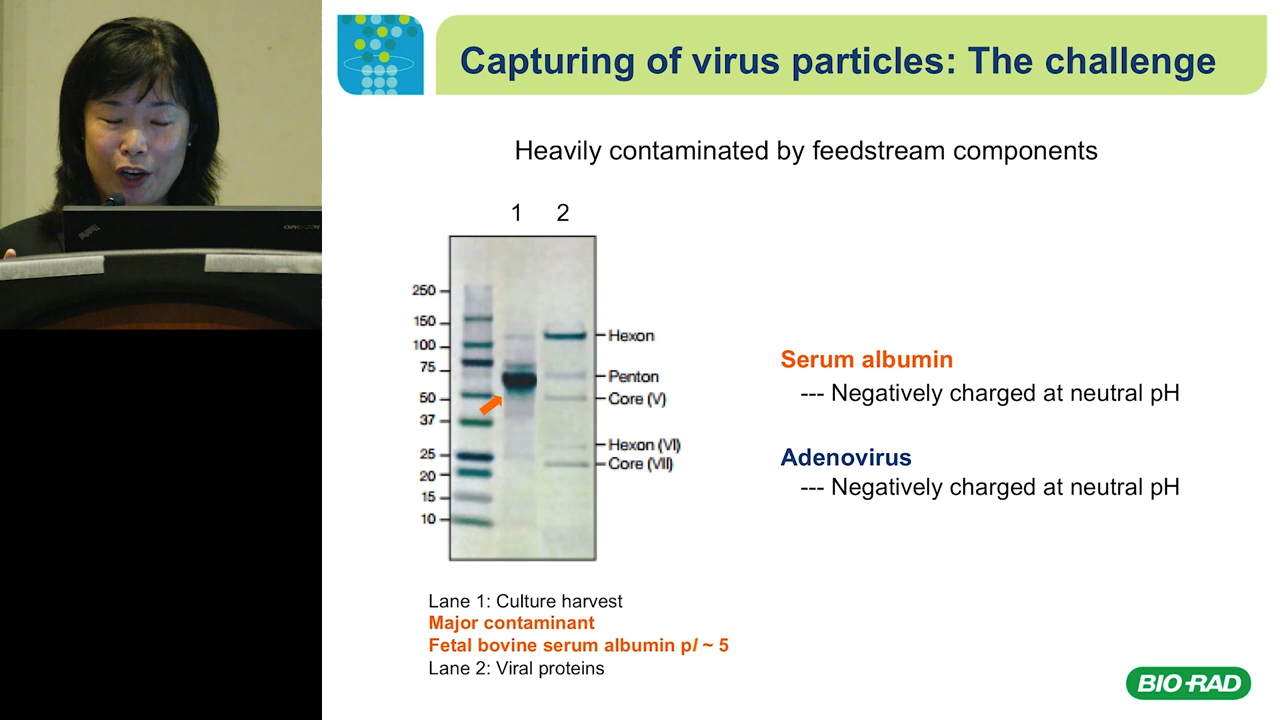 Capturing of virus particles: The challenge
Heavily contaminated by feedstream components
1 2
250
150
100
75
50
37
25
20
15
10
Hexon
Penton
Core (V)
Hexon (VI)
Core (VII)
Serum albumin
--- Negatively charged at neutral pH
Adenovirus
--- Negatively charged at neutral pH
Lane 1: Culture harvest
Major contaminant
Fetal bovine serum albumin pI ~ 5
Lane 2: Viral proteins
BIO-RAD